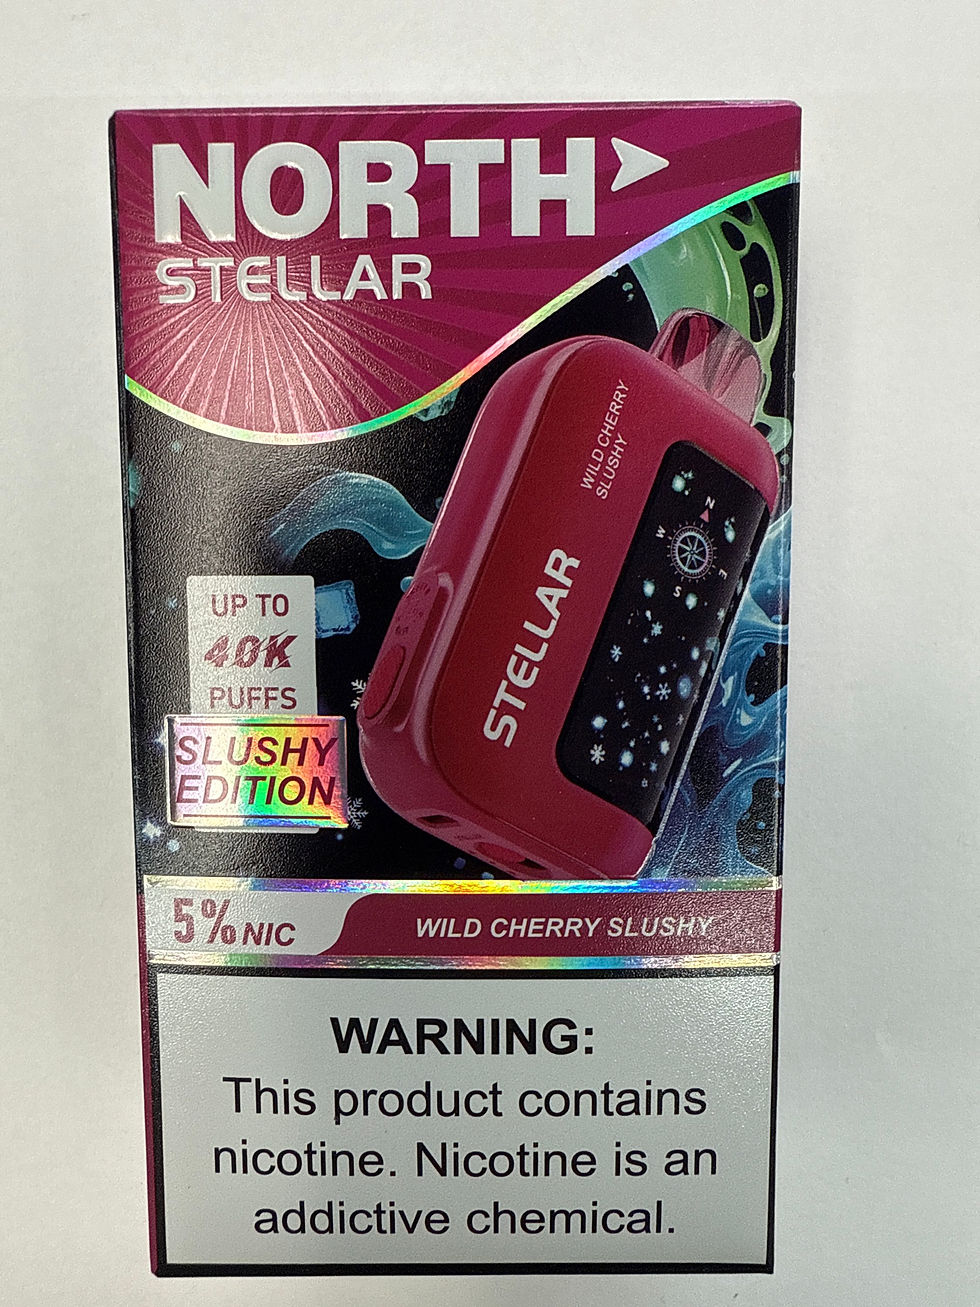 NORTH
STELLAR
WILD CHERRY
SLUSHY
N
W
E
S
STELLAR
UP TO
40K
PUFFS
SLUSHY
EDITION
5% NIC
WILD CHERRY SLUSHY
WARNING:
This product contains
nicotine. Nicotine is an
addictive chemical.